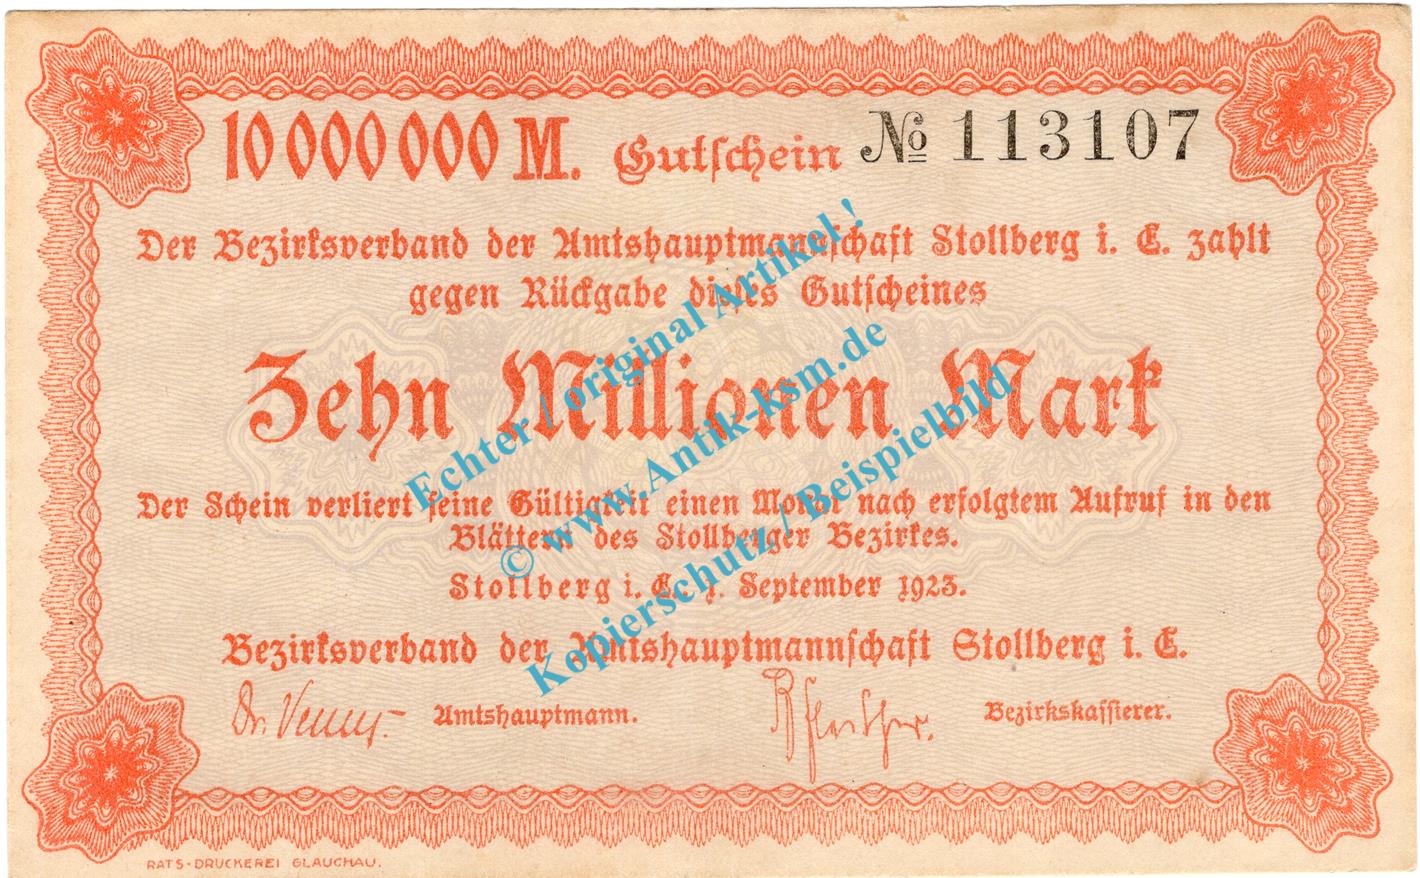 10 000 000 M. Gutschein № 113107
Der Bezirksverband der Amtshauptmannschaft Stollberg i. E. zahlt
gegen Rückgabe dieses Gutscheines
Zehn Millionen Mark
Der Schein verliert seine Gültigkeit einen Monat nach erfolgtem Aufruf in den
Blättern des Stollberger Bezirkes.
Stollberg i. E. September 1923.
Bezirksverband der Amtshauptmannschaft Stollberg i. E.
Dr. Amtshauptmann. Bezirkskassierer.
RATS-DRUCKEREI GLAUCHAU.
Echter / original Artikel !
© www.Antik-ksm.de
Kopierschutz / Beispielbild